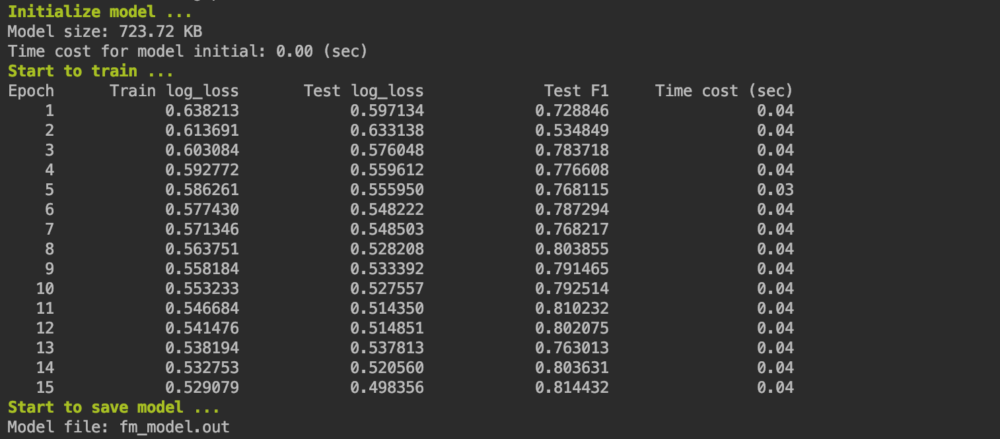 Initialize model ...
Model size: 723.72 KB
Time cost for model initial: 0.00 (sec)
Start to train ...
Epoch Train log_loss Test log_loss Test F1 Time cost (sec)
1 0.638213 0.597134 0.728846 0.04
2 0.613691 0.633138 0.534849 0.04
3 0.603084 0.576048 0.783718 0.04
4 0.592772 0.559612 0.776608 0.04
5 0.586261 0.555950 0.768115 0.03
6 0.577430 0.548222 0.787294 0.04
7 0.571346 0.548503 0.768217 0.04
8 0.563751 0.528208 0.803855 0.04
9 0.558184 0.533392 0.791465 0.04
10 0.553233 0.527557 0.792514 0.04
11 0.546684 0.514350 0.810232 0.04
12 0.541476 0.514851 0.802075 0.04
13 0.538194 0.537813 0.763013 0.04
14 0.532753 0.520560 0.803631 0.04
15 0.529079 0.498356 0.814432 0.04
Start to save model ...
Model file: fm_model.out